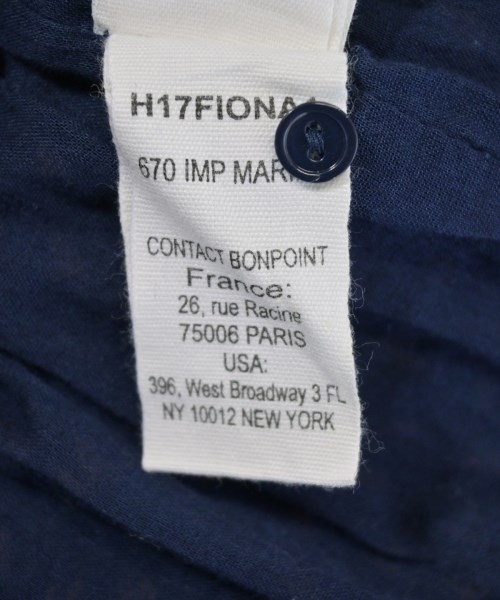 H17FIONA
670 IMP
CONTACT BONPOINT
France:
26, rue Racine
75006 PARIS
USA:
396, West Broadway 3 FL
NY 10012 NEW YORK